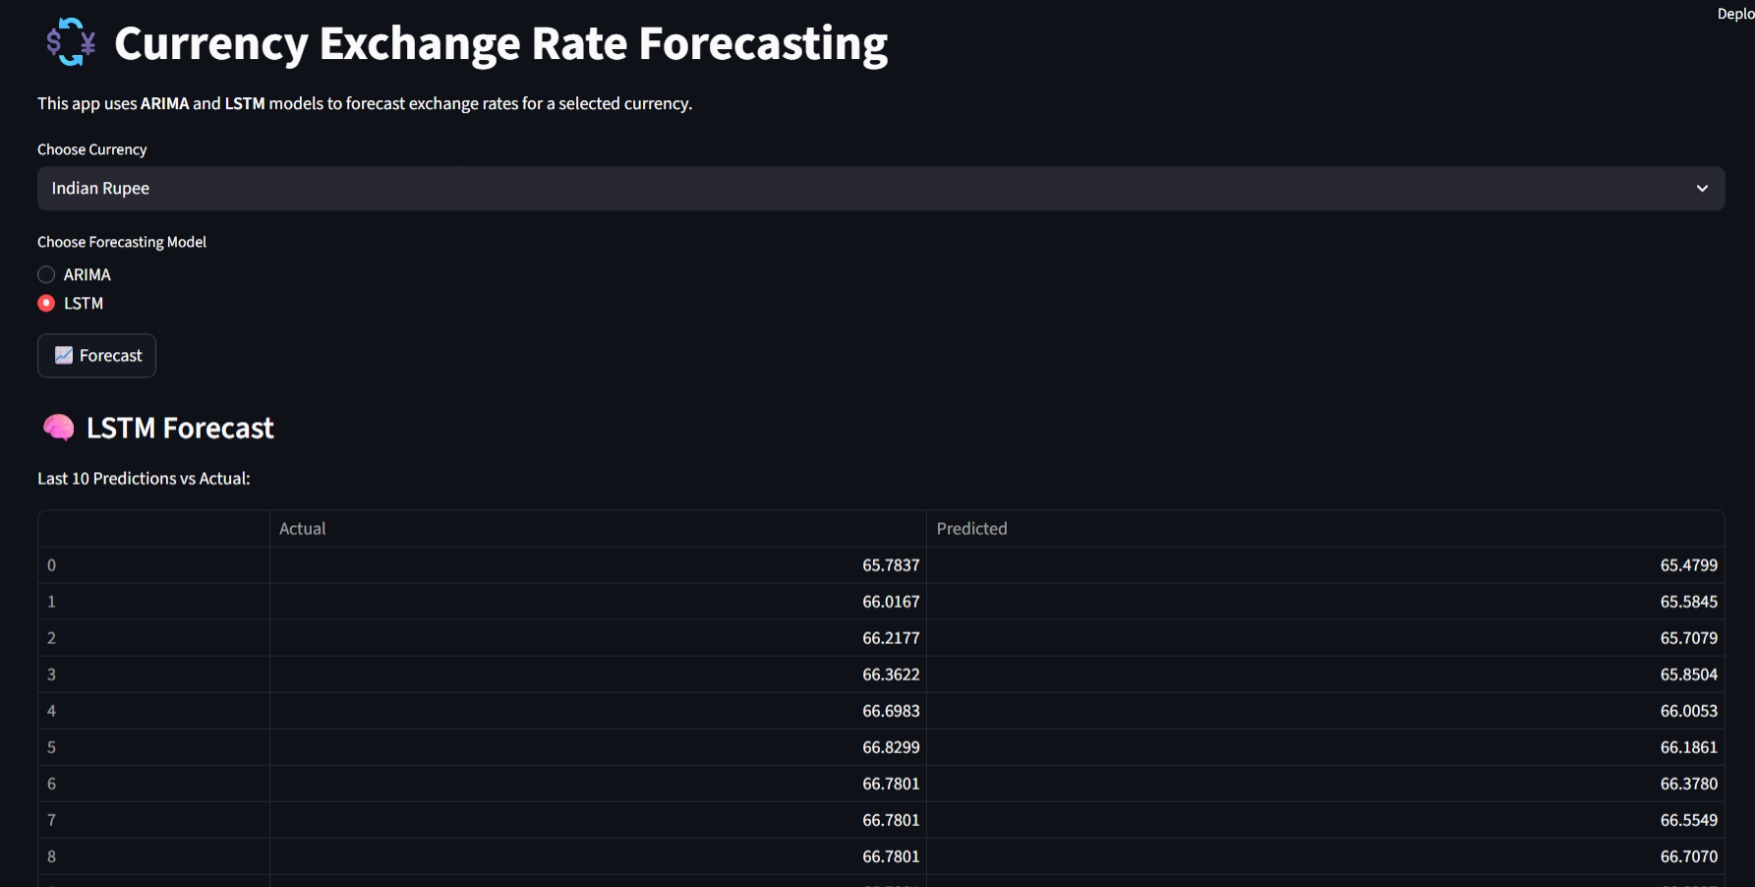 Deplo
Currency Exchange Rate Forecasting
This app uses ARIMA and LSTM models to forecast exchange rates for a selected currency.
Choose Currency
Indian Rupee
Choose Forecasting Model
ARIMA
LSTM
Forecast
LSTM Forecast
Last 10 Predictions vs Actual:
Actual Predicted
0 65.7837 65.4799
1 66.0167 65.5845
2 66.2177 65.7079
3 66.3622 65.8504
4 66.6983 66.0053
5 66.8299 66.1861
6 66.7801 66.3780
7 66.7801 66.5549
8 66.7801 66.7070